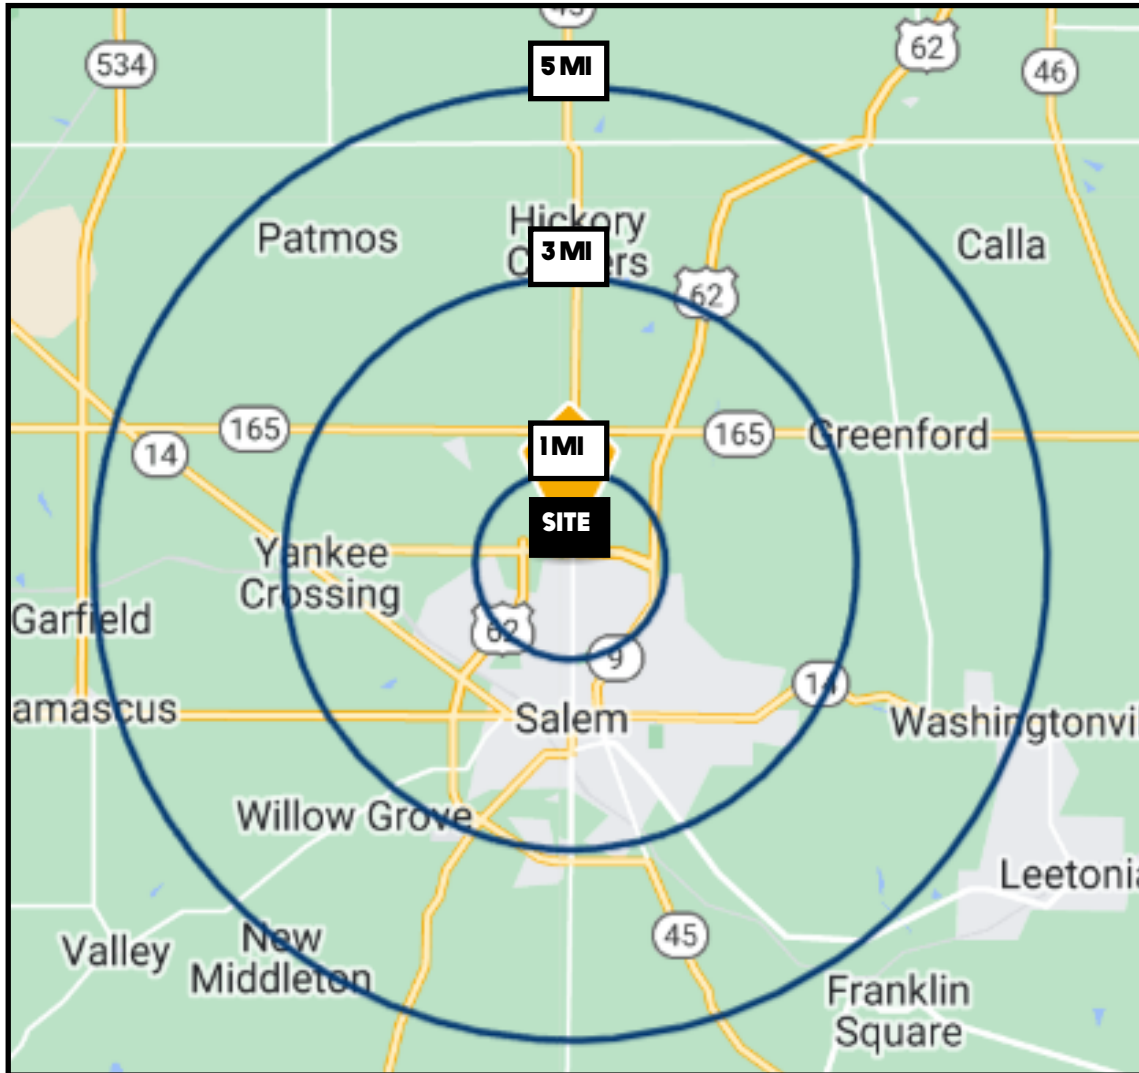 45
5 MI
534
62
46
Patmos
Hickory
3 MI
Calla
62
165
1 MI
165
Greenford
14
SITE
Yankee
Crossing
Garfield
62
9
14
amascus
Salem
Washingtonvi
Willow Grove
Leetonia
45
New
Middleton
Valley
Franklin
Square